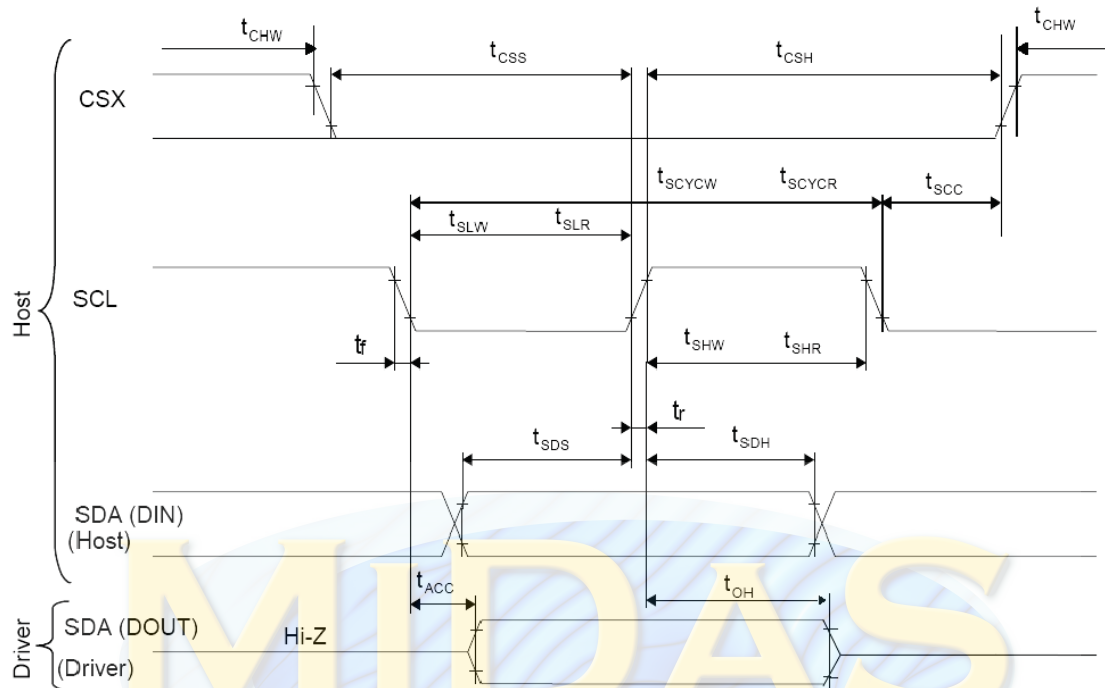 tCHW
tCHW
tCSS
tCSH
CSX
tSCYCW tSCYCR
tSCC
tSLW tSLR
Host
SCL
tf
tSHW tSHR
tr
tSDS
tSDH
SDA (DIN)
(Host)
MIDAS
tACC
tOH
Driver
SDA (DOUT)
Hi-Z
(Driver)